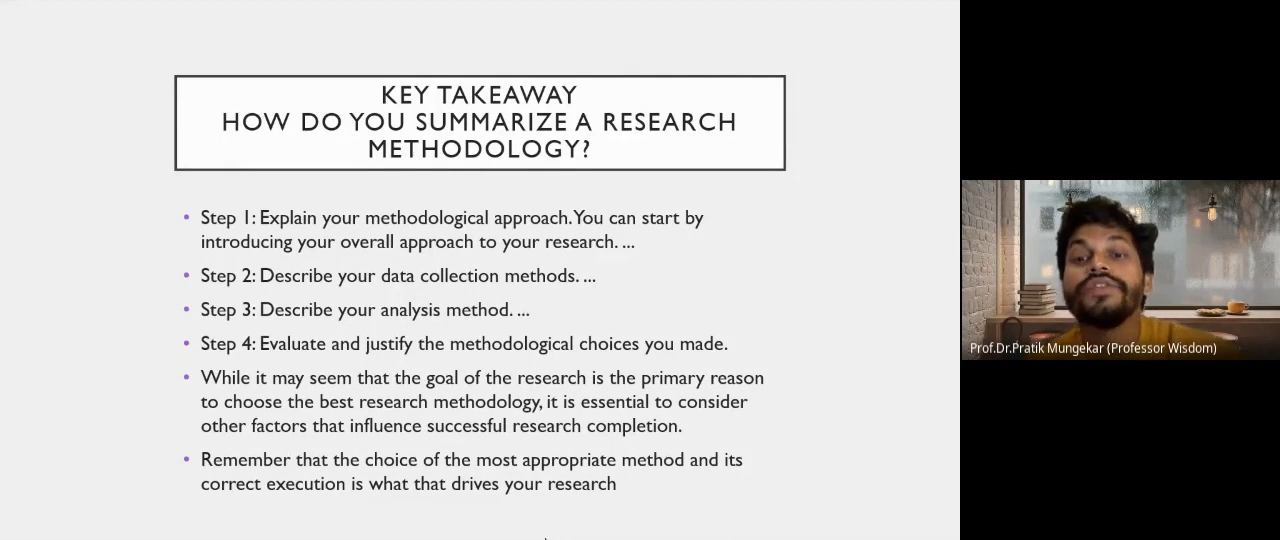 KEY TAKEAWAY
HOW DO YOU SUMMARIZE A RESEARCH
METHODOLOGY?
• Step 1: Explain your methodological approach. You can start by
introducing your overall approach to your research. ...
• Step 2: Describe your data collection methods. ...
• Step 3: Describe your analysis method. ...
• Step 4: Evaluate and justify the methodological choices you made.
• While it may seem that the goal of the research is the primary reason
to choose the best research methodology, it is essential to consider
other factors that influence successful research completion.
• Remember that the choice of the most appropriate method and its
correct execution is what that drives your research
Prof.Dr.Pratik Mungekar (Professor Wisdom)